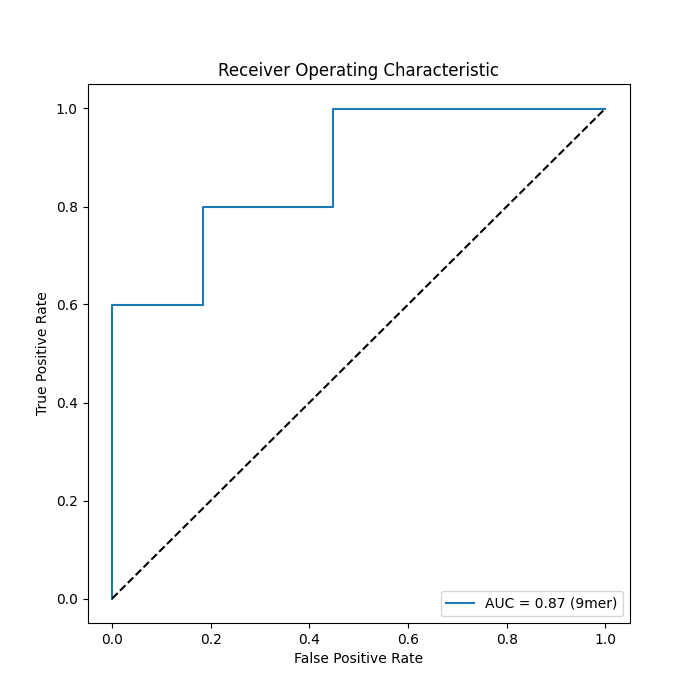 Receiver Operating Characteristic
1.0
0.8
0.6
0.4
0.2
0.0
True Positive Rate
AUC = 0.87 (9mer)
0.0 0.2 0.4 0.6 0.8 1.0
False Positive Rate